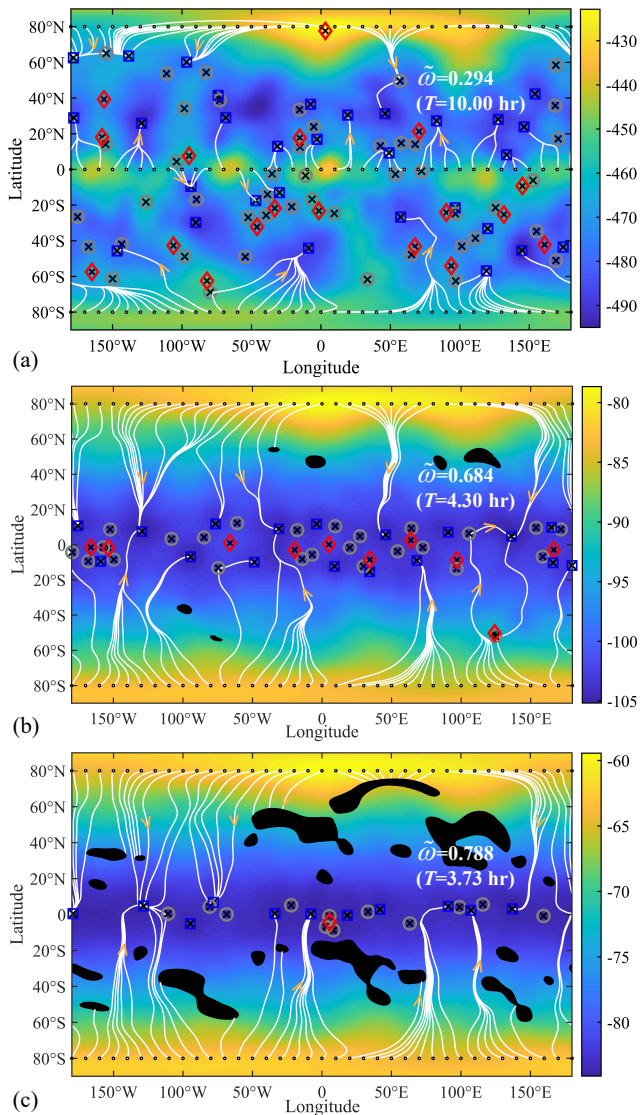 80°N
60°N
40°N
20°N
0
20°S
40°S
60°S
80°S
Latitude
ω̃=0.294
(T=10.00 hr)
-430
-440
-450
-460
-470
-480
-490
150°W 100°W 50°W 0 50°E 100°E 150°E
Longitude
(a)
80°N
60°N
40°N
20°N
0
20°S
40°S
60°S
80°S
Latitude
ω̃=0.684
(T=4.30 hr)
-80
-85
-90
-95
-100
-105
150°W 100°W 50°W 0 50°E 100°E 150°E
Longitude
(b)
80°N
60°N
40°N
20°N
0
20°S
40°S
60°S
80°S
Latitude
ω̃=0.788
(T=3.73 hr)
-60
-65
-70
-75
-80
150°W 100°W 50°W 0 50°E 100°E 150°E
Longitude
(c)